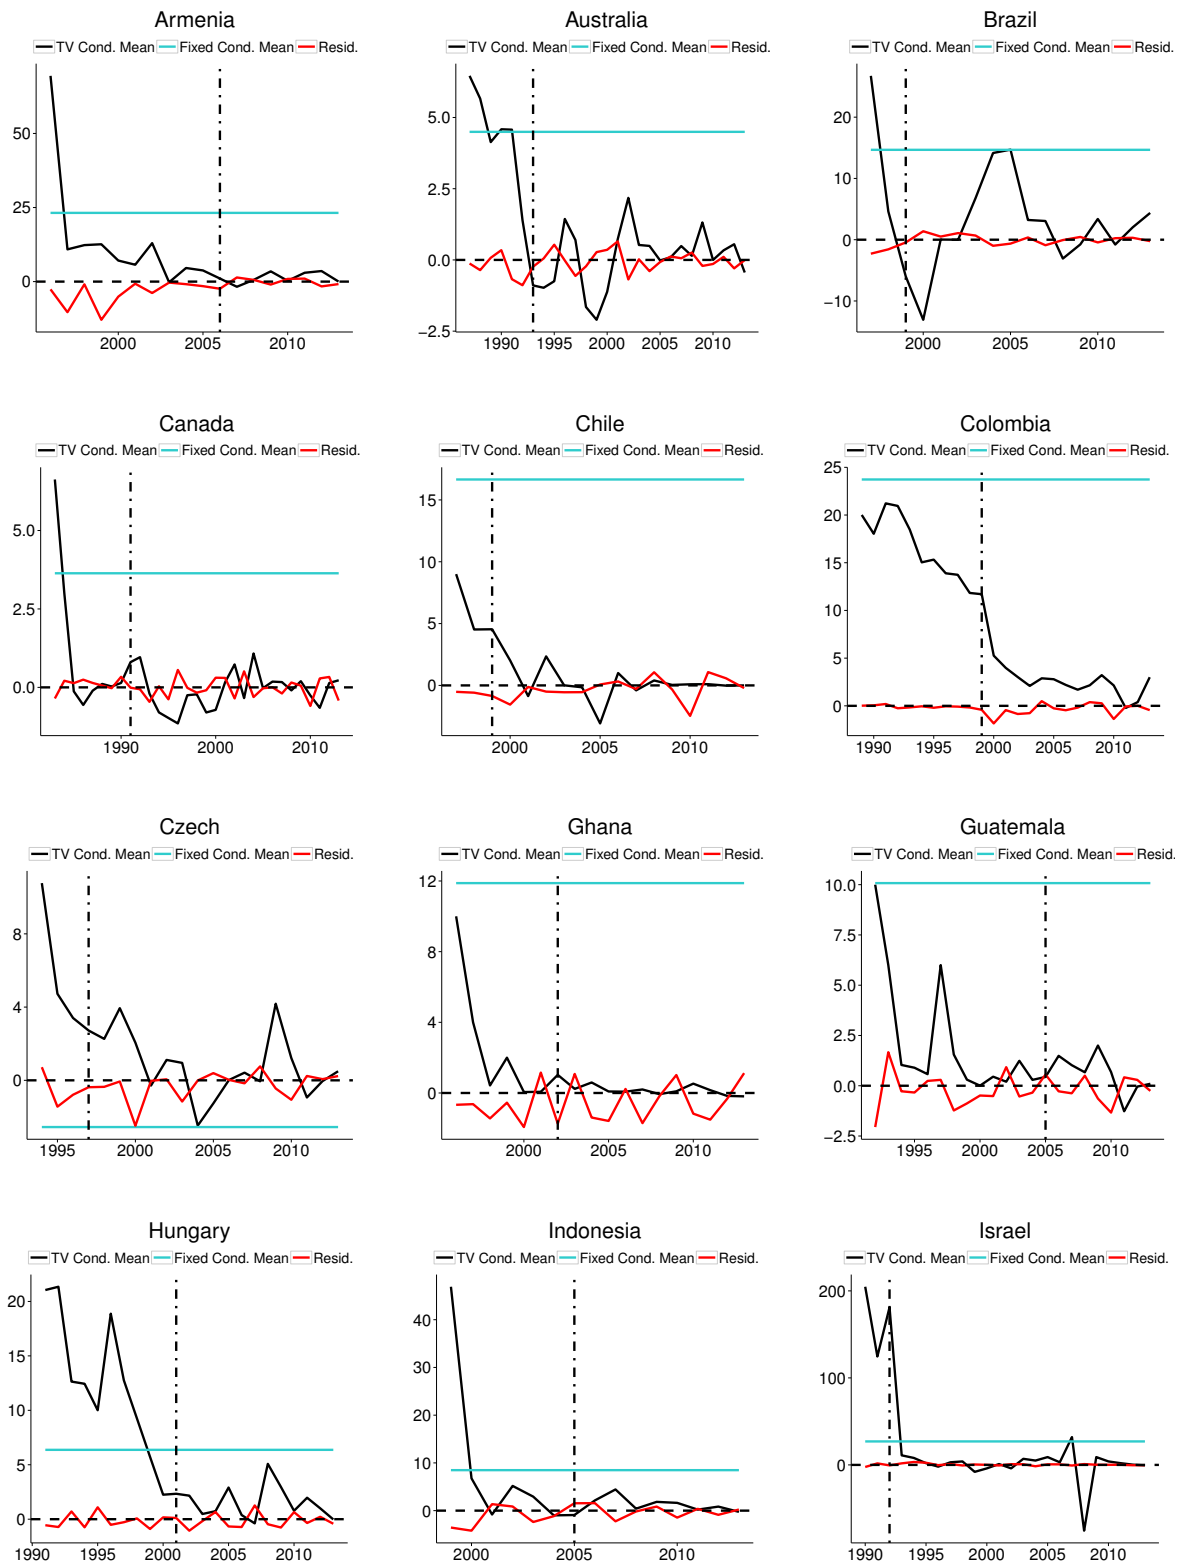 Armenia
TV Cond. Mean Fixed Cond. Mean Resid.
50
25
0
2000 2005 2010
Australia
TV Cond. Mean Fixed Cond. Mean Resid.
5.0
2.5
0.0
−2.5
1990 1995 2000 2005 2010
Brazil
TV Cond. Mean Fixed Cond. Mean Resid.
20
10
0
−10
2000 2005 2010
Canada
TV Cond. Mean Fixed Cond. Mean Resid.
5.0
2.5
0.0
1990 2000 2010
Chile
TV Cond. Mean Fixed Cond. Mean Resid.
15
10
5
0
2000 2005 2010
Colombia
TV Cond. Mean Fixed Cond. Mean Resid.
25
20
15
10
5
0
1990 1995 2000 2005 2010
Czech
TV Cond. Mean Fixed Cond. Mean Resid.
8
4
0
1995 2000 2005 2010
Ghana
TV Cond. Mean Fixed Cond. Mean Resid.
12
8
4
0
2000 2005 2010
Guatemala
TV Cond. Mean Fixed Cond. Mean Resid.
10.0
7.5
5.0
2.5
0.0
−2.5
1995 2000 2005 2010
Hungary
TV Cond. Mean Fixed Cond. Mean Resid.
20
15
10
5
0
1990 1995 2000 2005 2010
Indonesia
TV Cond. Mean Fixed Cond. Mean Resid.
40
30
20
10
0
2000 2005 2010
Israel
TV Cond. Mean Fixed Cond. Mean Resid.
200
100
0
1990 1995 2000 2005 2010